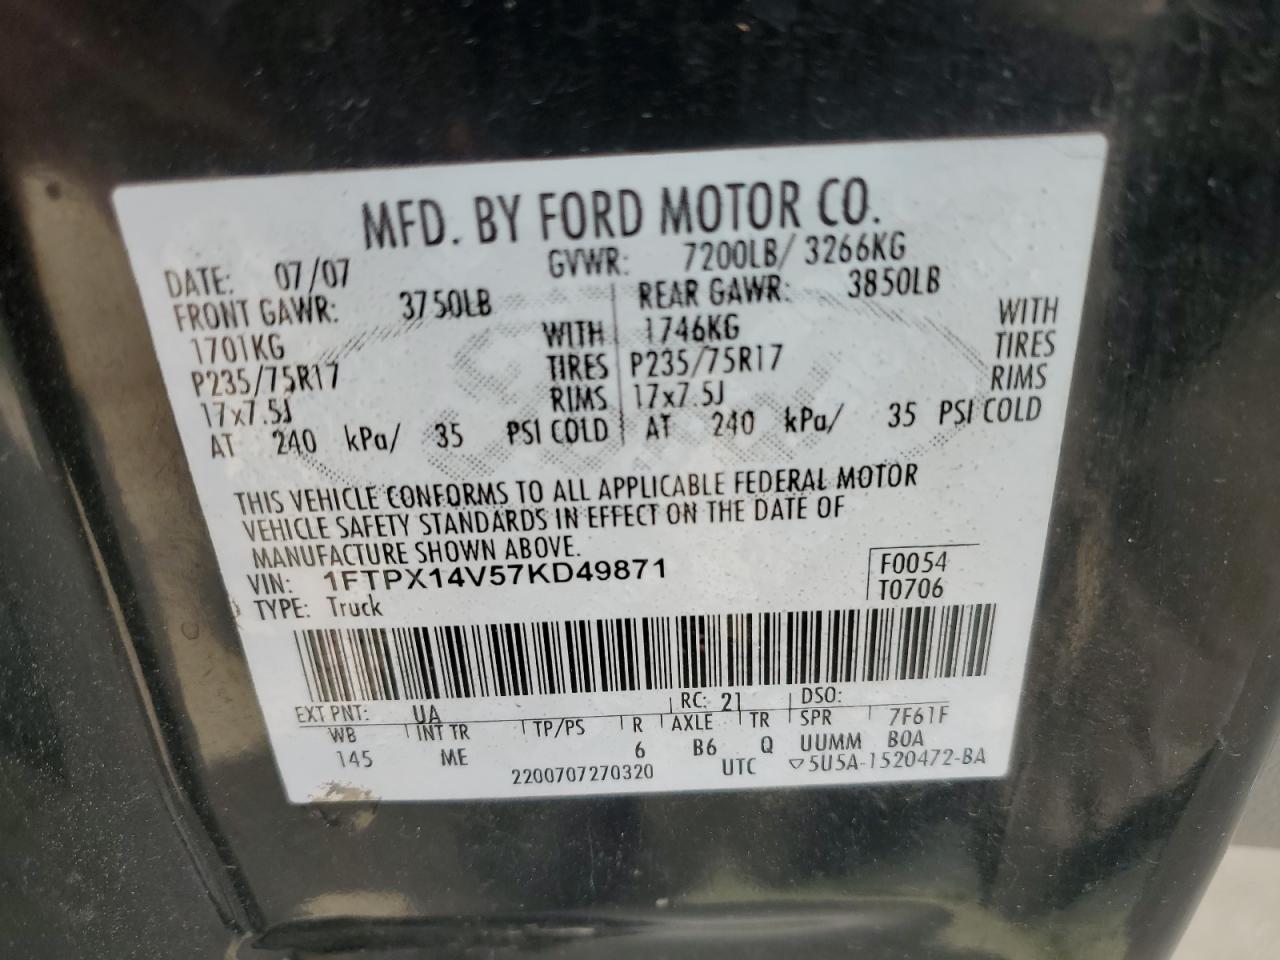 MFD. BY FORD MOTOR CO.
DATE: 07/07 GVWR: 7200LB/ 3266KG
FRONT GAWR: 3750LB REAR GAWR: 3850LB
1701KG WITH 1746KG WITH
P235/75R17 TIRES P235/75R17 TIRES
17x7.5J RIMS 17x7.5J RIMS
AT 240 kPa/ 35 PSI COLD AT 240 kPa/ 35 PSI COLD
THIS VEHICLE CONFORMS TO ALL APPLICABLE FEDERAL MOTOR
VEHICLE SAFETY STANDARDS IN EFFECT ON THE DATE OF
MANUFACTURE SHOWN ABOVE.
VIN: 1FTPX14V57KD49871 F0054
TYPE: Truck T0706
EXT PNT: UA RC: 21 DSO:
WB INT TR TP/PS R AXLE TR SPR 7F61F
145 ME 6 B6 Q UUMM B0A
2200707270320 UTC ▽5U5A-1520472-BA